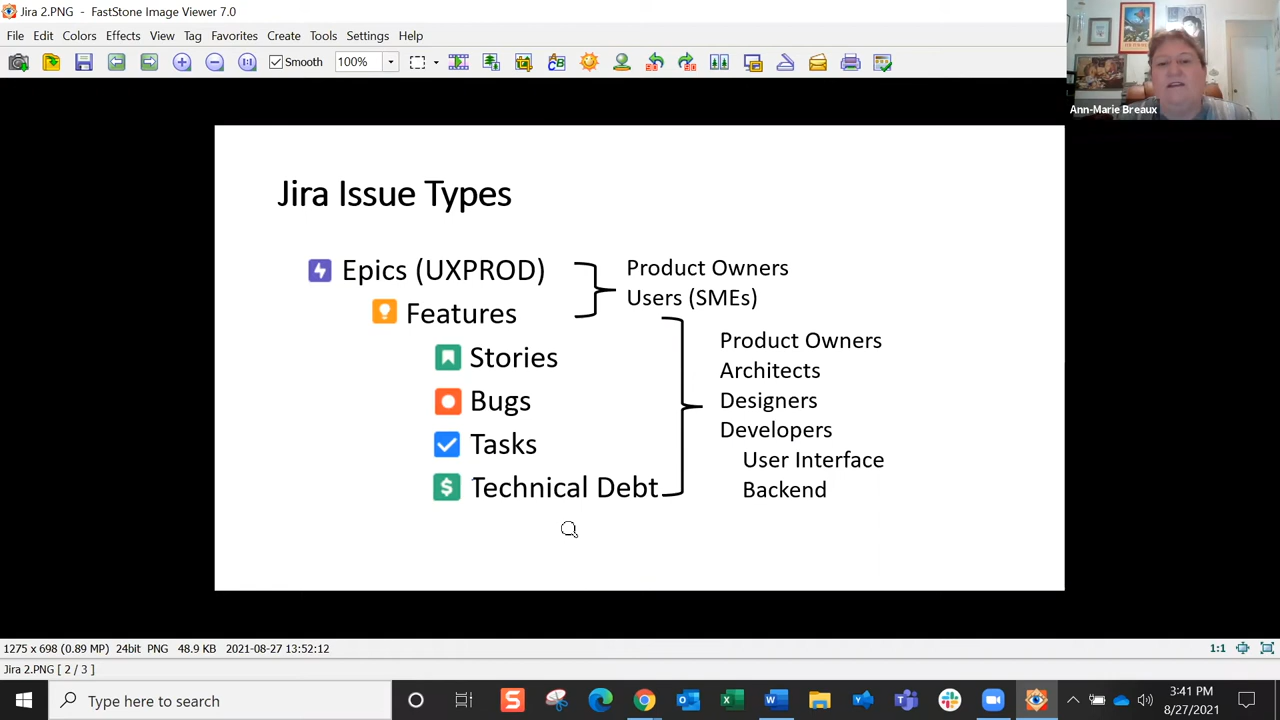 Jira 2.PNG - FastStone Image Viewer 7.0
File Edit Colors Effects View Tag Favorites Create Tools Settings Help
Smooth 100%
Ann-Marie Breaux
Jira Issue Types
Epics (UXPROD)
Features
Stories
Bugs
Tasks
Technical Debt
Product Owners
Users (SMEs)
Product Owners
Architects
Designers
Developers
User Interface
Backend
1275 x 698 (0.89 MP) 24bit PNG 48.9 KB 2021-08-27 13:52:12
1:1
Jira 2.PNG [ 2 / 3 ]
Type here to search
3:41 PM
8/27/2021